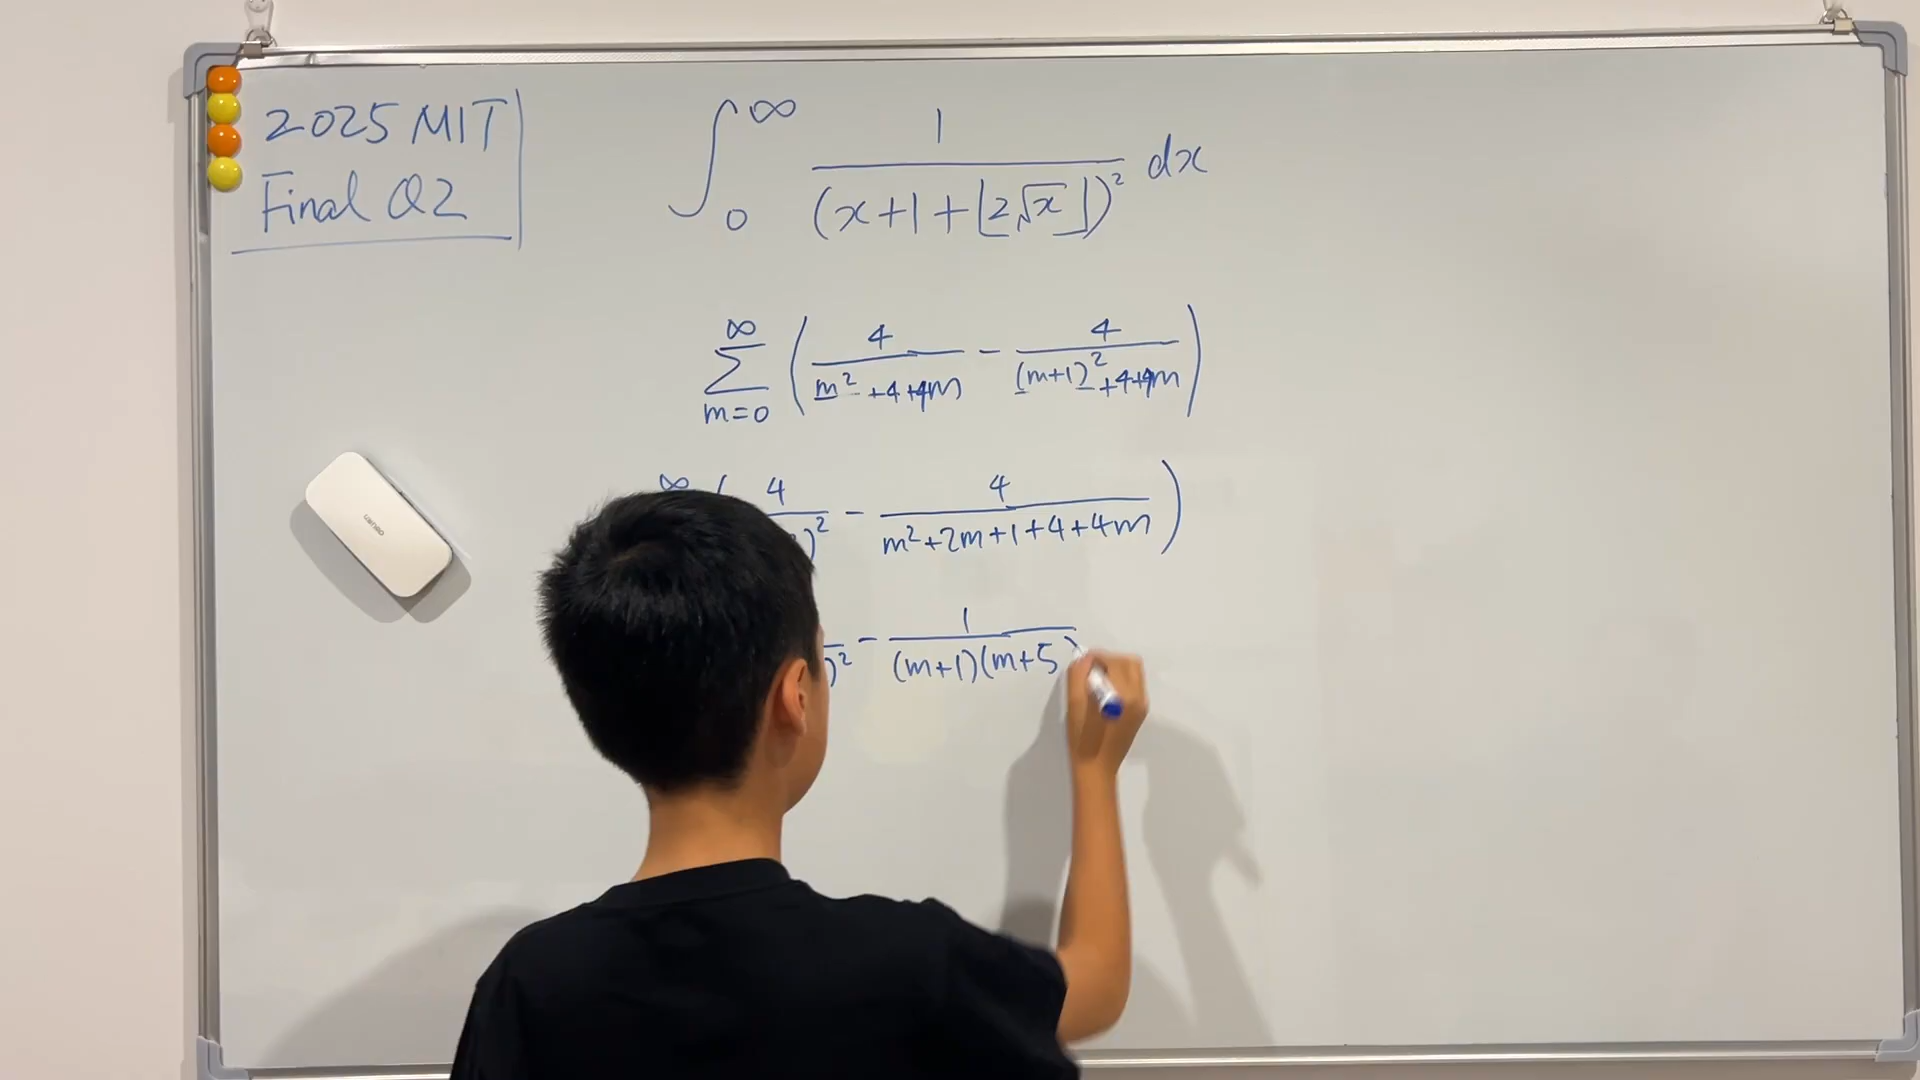 2025 MIT
Final Q2
∫₀^∞ 1/(x+1+⌊2√x⌋)² dx
∑_{m=0}^∞ (4/(m²+4+4m) − 4/((m+1)²+4+4m))
∞ ( 4/( )² − 4/(m²+2m+1+4+4m) )
)² − 1/((m+1)(m+5)